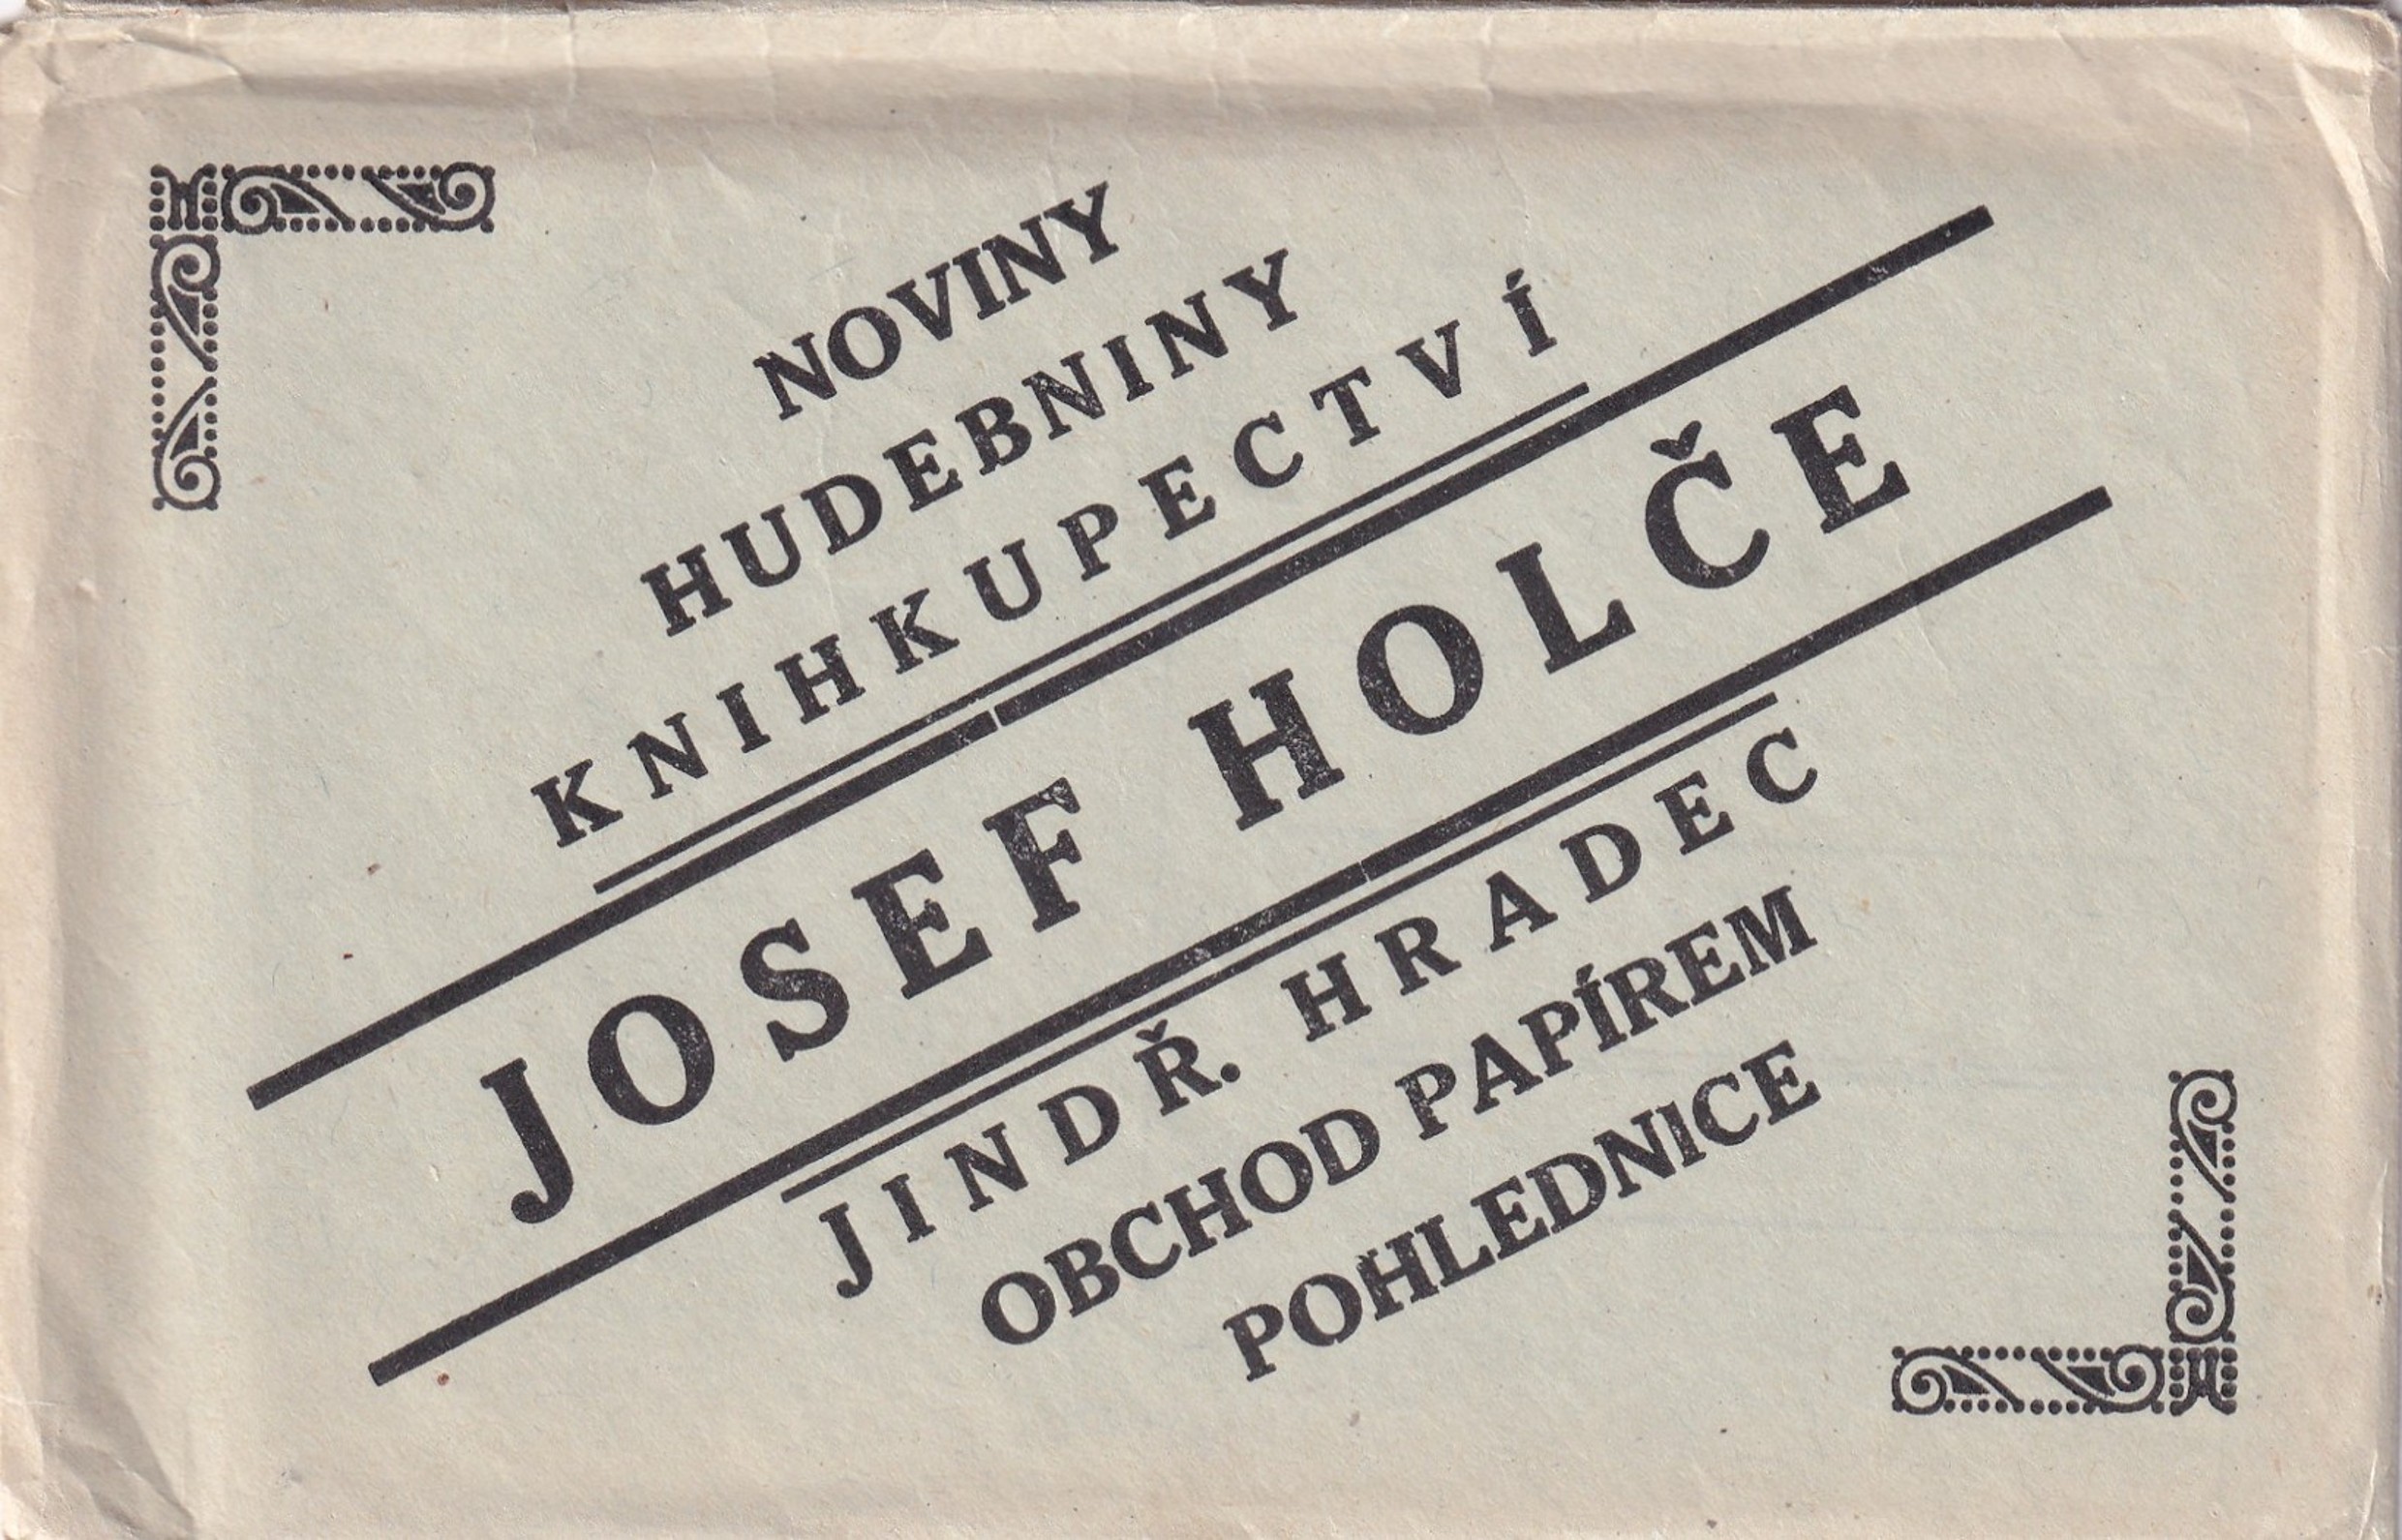 NOVINY
HUDEBNINY
KNIHKUPECTVÍ
JOSEF HOLČE
JINDŘ. HRADEC
OBCHOD PAPÍREM
POHLEDNICE